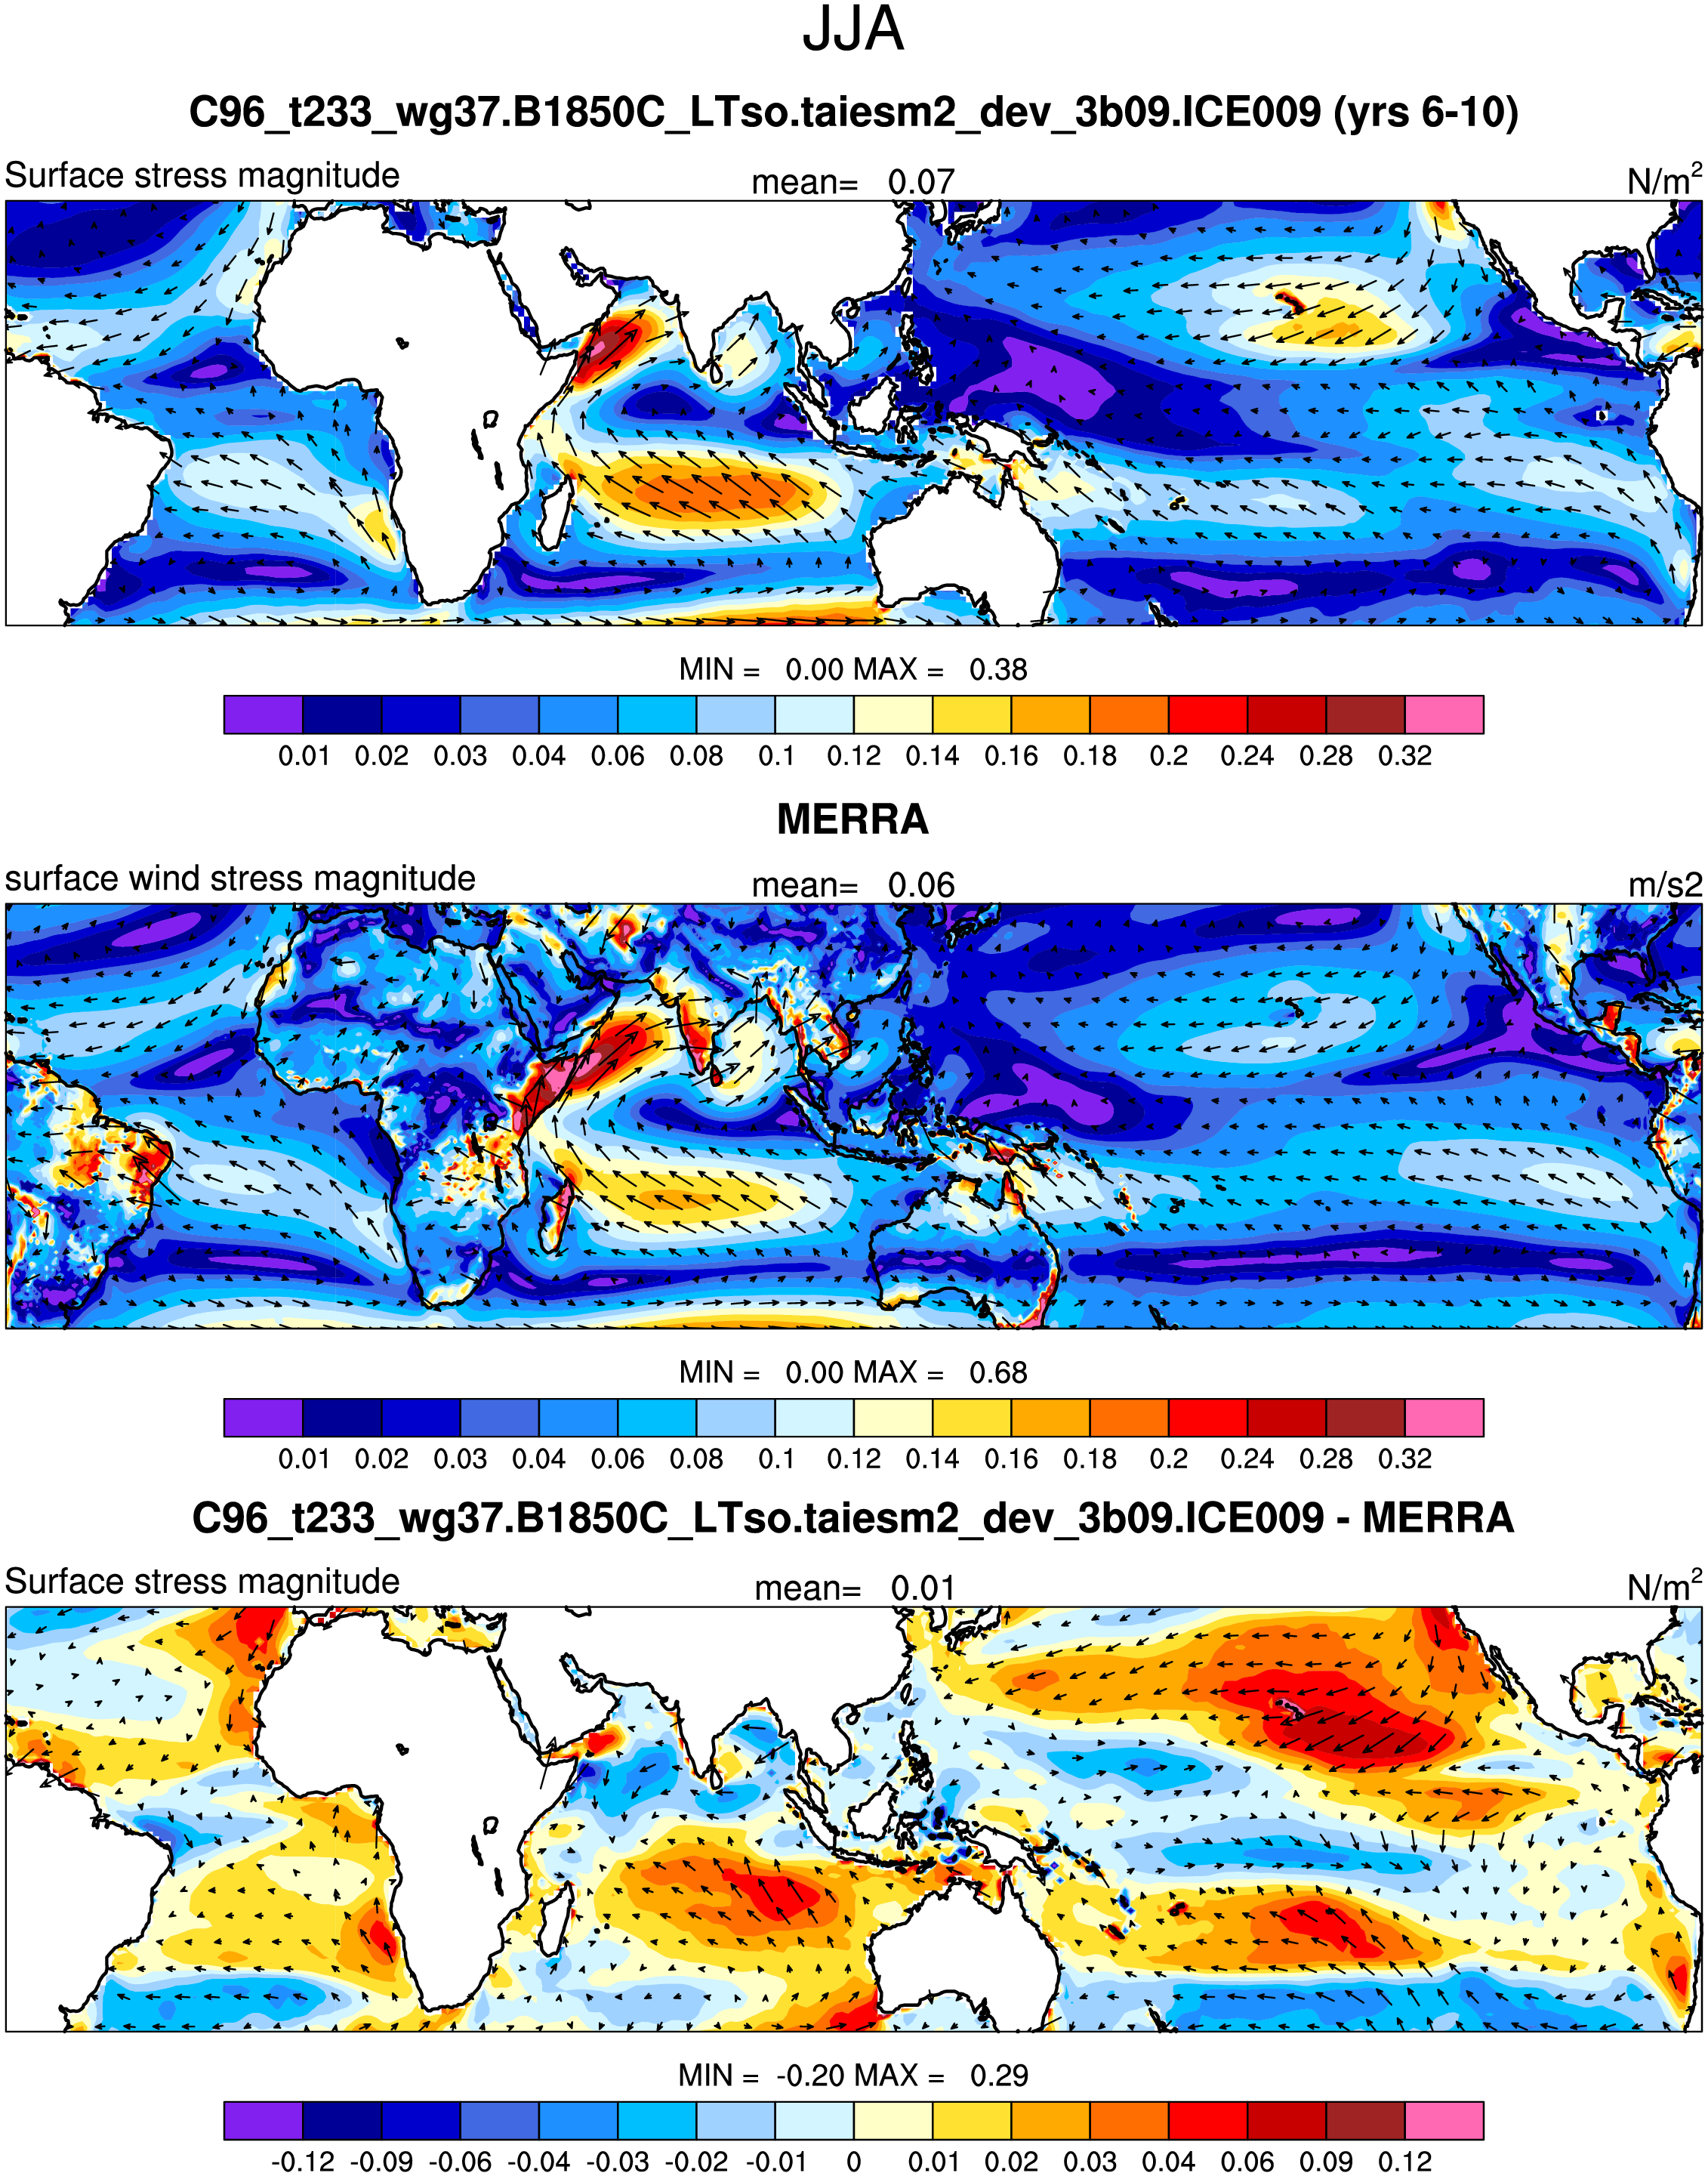 JJA
C96_t233_wg37.B1850C_LTso.taiesm2_dev_3b09.ICE009 (yrs 6-10)
Surface stress magnitude mean= 0.07 N/m2
MIN = 0.00 MAX = 0.38
0.01 0.02 0.03 0.04 0.06 0.08 0.1 0.12 0.14 0.16 0.18 0.2 0.24 0.28 0.32
MERRA
surface wind stress magnitude mean= 0.06 m/s2
MIN = 0.00 MAX = 0.68
0.01 0.02 0.03 0.04 0.06 0.08 0.1 0.12 0.14 0.16 0.18 0.2 0.24 0.28 0.32
C96_t233_wg37.B1850C_LTso.taiesm2_dev_3b09.ICE009 - MERRA
Surface stress magnitude mean= 0.01 N/m2
MIN = -0.20 MAX = 0.29
-0.12 -0.09 -0.06 -0.04 -0.03 -0.02 -0.01 0 0.01 0.02 0.03 0.04 0.06 0.09 0.12